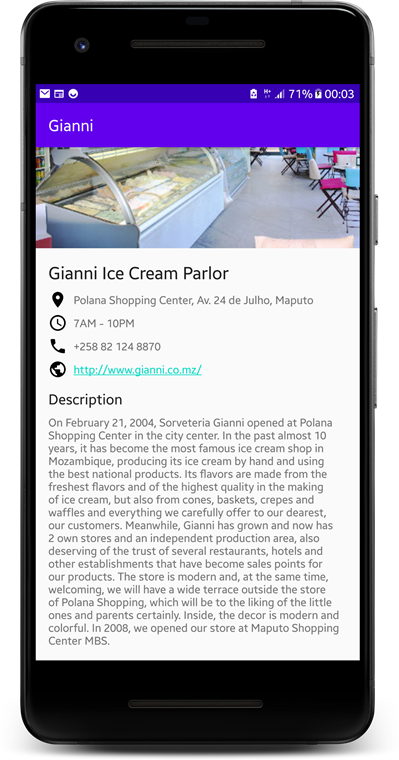 71% 00:03
Gianni
Gianni Ice Cream Parlor
Polana Shopping Center, Av. 24 de Julho, Maputo
7AM - 10PM
+258 82 124 8870
http://www.gianni.co.mz/
Description
On February 21, 2004, Sorveteria Gianni opened at Polana
Shopping Center in the city center. In the past almost 10
years, it has become the most famous ice cream shop in
Mozambique, producing its ice cream by hand and using
the best national products. Its flavors are made from the
freshest flavors and of the highest quality in the making
of ice cream, but also from cones, baskets, crepes and
waffles and everything we carefully offer to our dearest,
our customers. Meanwhile, Gianni has grown and now has
2 own stores and an independent production area, also
deserving of the trust of several restaurants, hotels and
other establishments that have become sales points for
our products. The store is modern and, at the same time,
welcoming, we will have a wide terrace outside the store
of Polana Shopping, which will be to the liking of the little
ones and parents certainly. Inside, the decor is modern and
colorful. In 2008, we opened our store at Maputo Shopping
Center MBS.